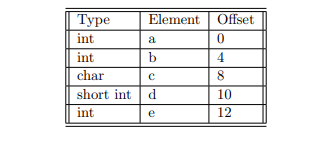 Type Element Offset
int a 0
int b 4
char c 8
short int d 10
int e 12